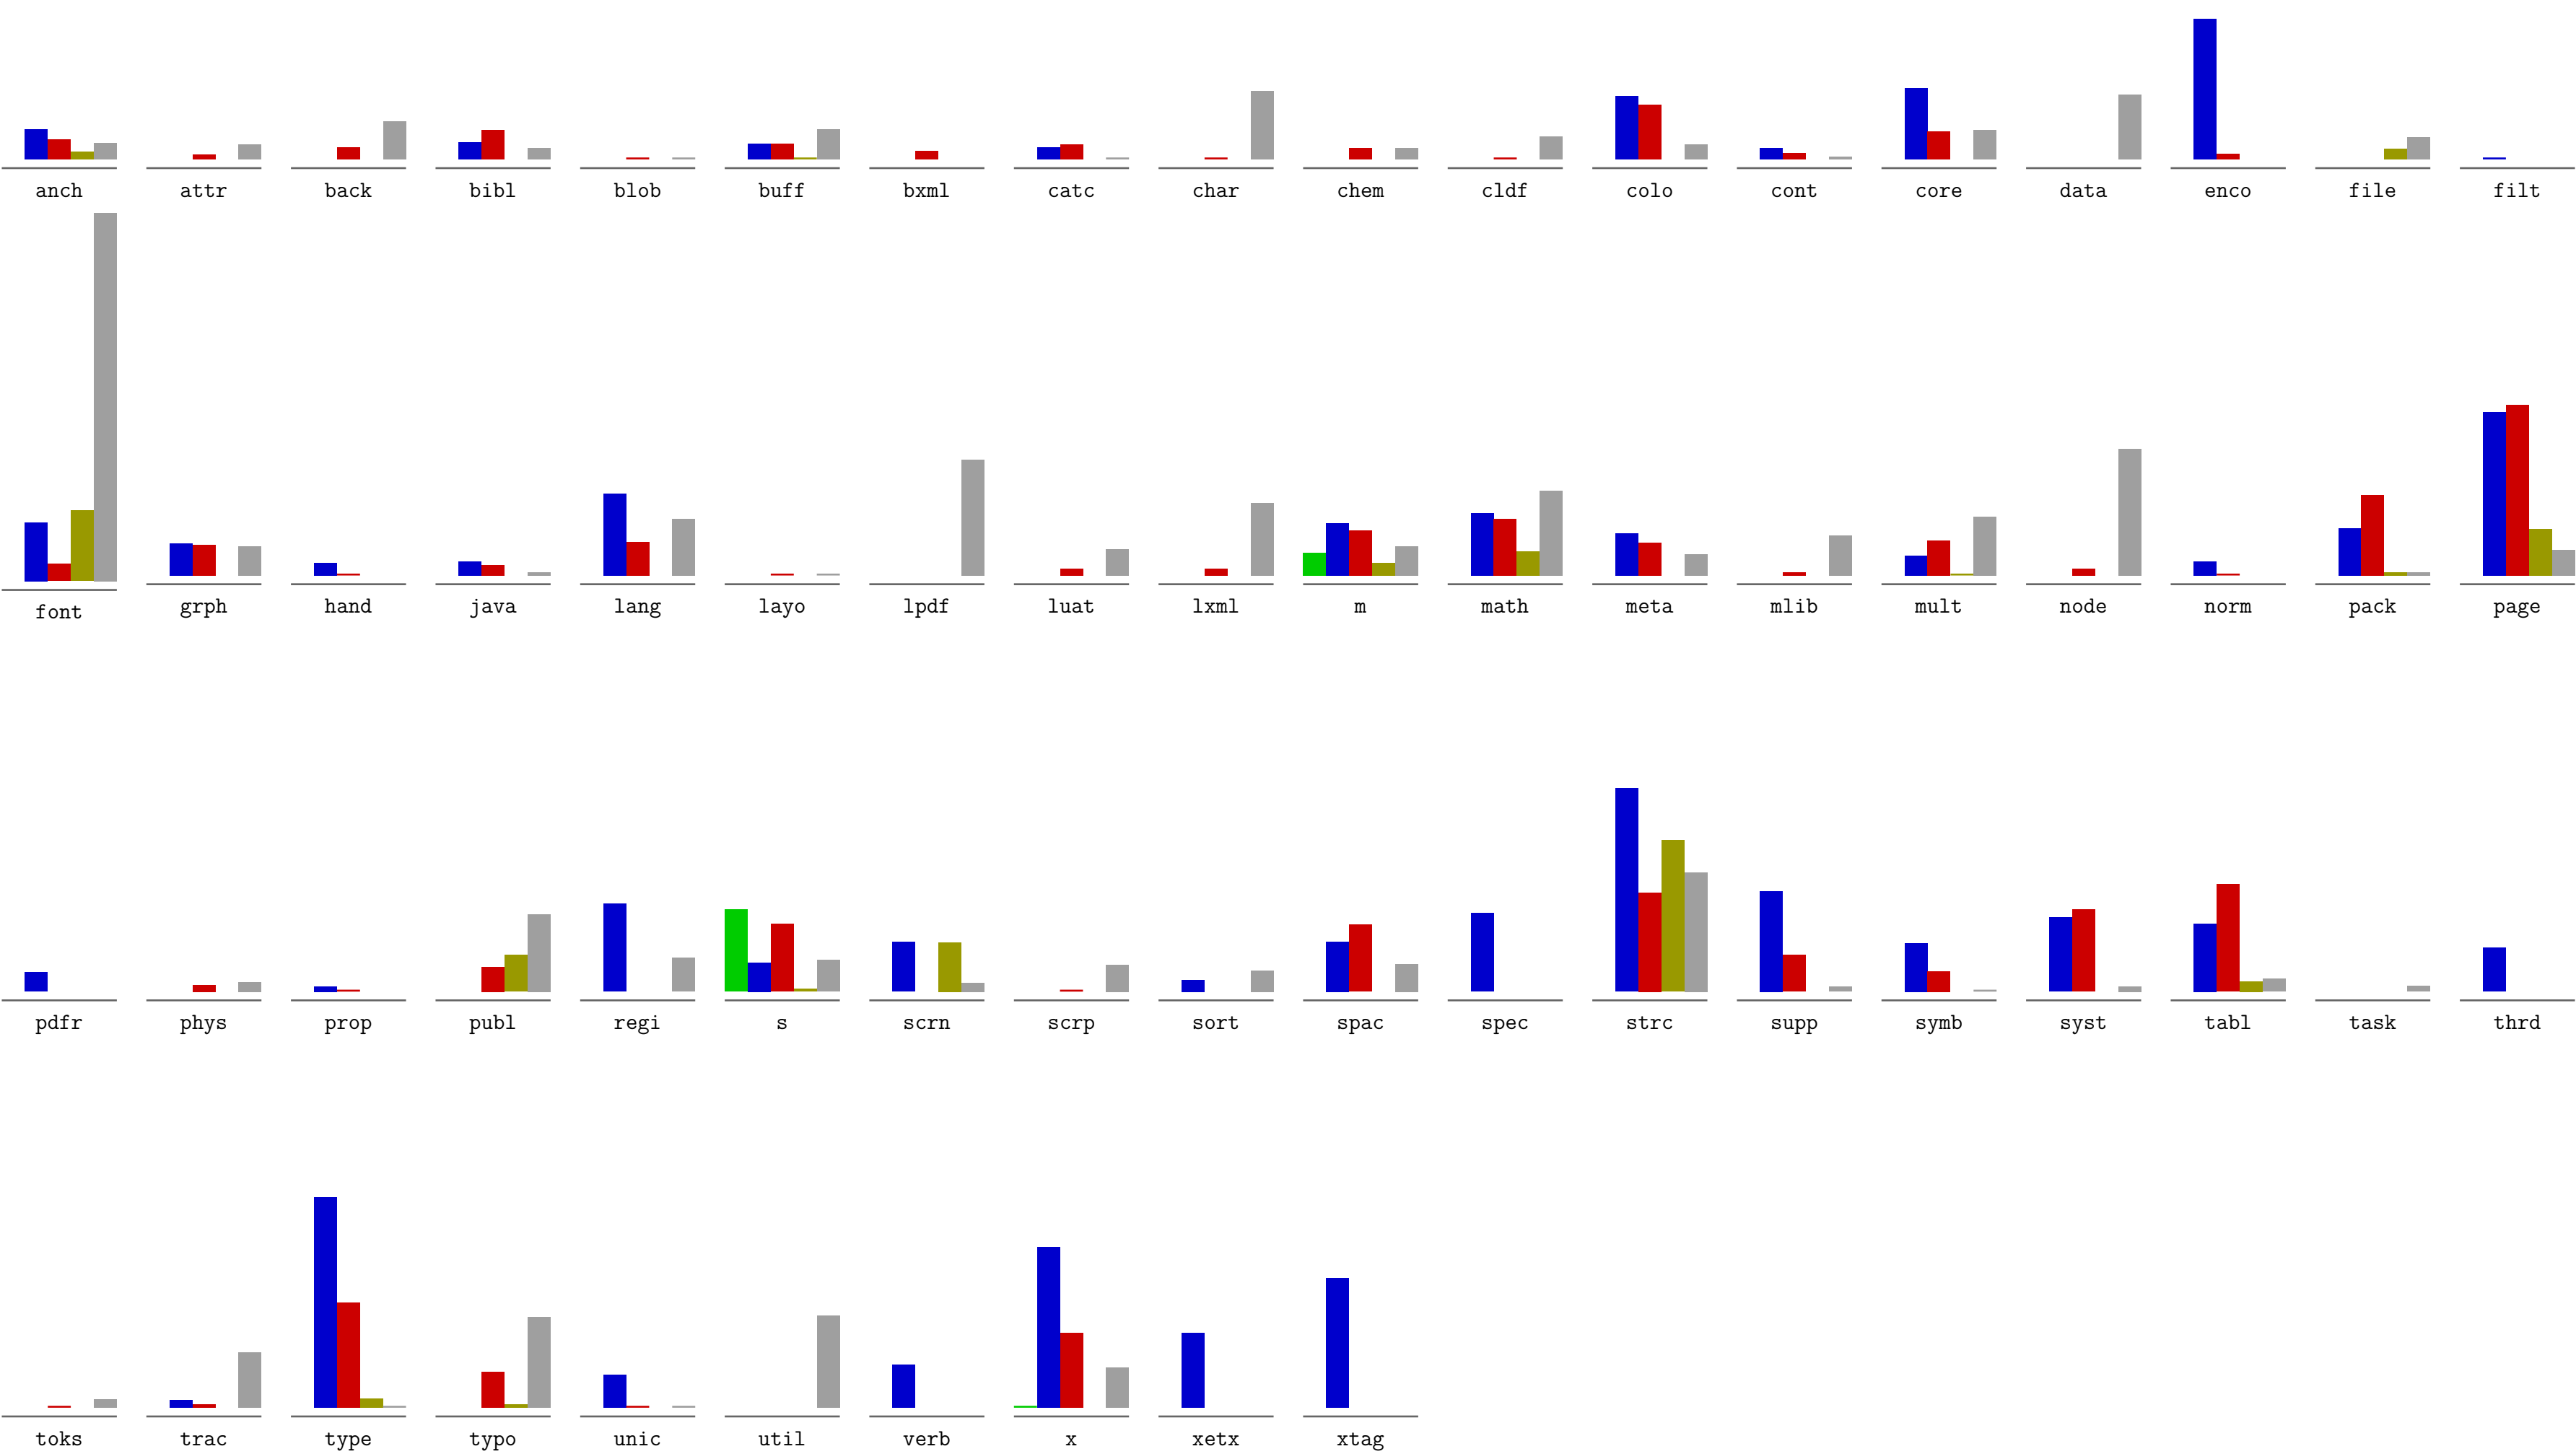 anch attr back bibl blob buff bxml catc char chem cldf colo cont core data enco file filt
font grph hand java lang layo lpdf luat lxml m math meta mlib mult node norm pack page
pdfr phys prop publ regi s scrn scrp sort spac spec strc supp symb syst tabl task thrd
toks trac type typo unic util verb x xetx xtag